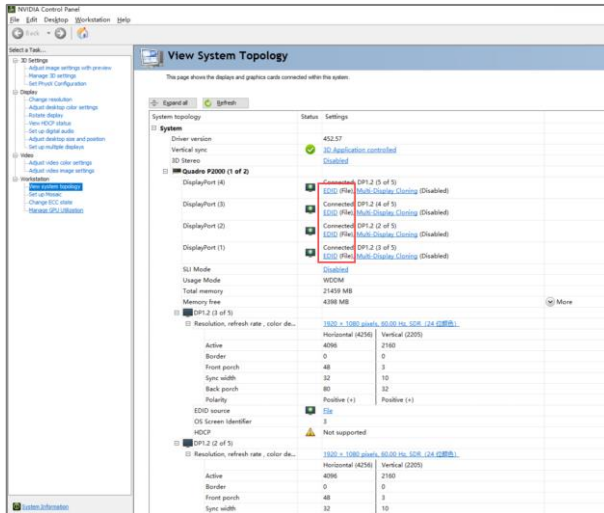 NVIDIA Control Panel
File Edit Desktop Workstation Help
Back
Select a Task...
3D Settings
Adjust image settings with preview
Manage 3D settings
Set PhysX Configuration
Display
Change resolution
Adjust desktop color settings
Rotate display
View HDCP status
Set up digital audio
Adjust desktop size and position
Set up multiple displays
Video
Adjust video color settings
Adjust video image settings
Workstation
View system topology
Set up Mosaic
Change ECC state
Manage GPU Utilization
System Information
View System Topology
This page shows the displays and graphics cards connected within this system.
Expand all Refresh
System topology Status Settings
System
Driver version 452.57
Vertical sync 3D Application controlled
3D Stereo Disabled
Quadro P2000 (1 of 2)
DisplayPort (4) Connected, DP1.2 (5 of 5)
EDID (File), Multi-Display Cloning (Disabled)
DisplayPort (3) Connected, DP1.2 (4 of 5)
EDID (File), Multi-Display Cloning (Disabled)
DisplayPort (2) Connected, DP1.2 (2 of 5)
EDID (File), Multi-Display Cloning (Disabled)
DisplayPort (1) Connected, DP1.2 (3 of 5)
EDID (File), Multi-Display Cloning (Disabled)
SLI Mode Disabled
Usage Mode WDDM
Total memory 21459 MB
Memory free 4398 MB More
DP1.2 (3 of 5)
Resolution, refresh rate , color de... 1920 × 1080 pixels, 60.00 Hz, SDR, (24 位颜色)
Horizontal (4256) Vertical (2205)
Active 4096 2160
Border 0 0
Front porch 48 3
Sync width 32 10
Back porch 80 32
Polarity Positive (+) Positive (+)
EDID source File
OS Screen Identifier 3
HDCP Not supported
DP1.2 (2 of 5)
Resolution, refresh rate , color de... 1920 × 1080 pixels, 60.00 Hz, SDR, (24 位颜色)
Horizontal (4256) Vertical (2205)
Active 4096 2160
Border 0 0
Front porch 48 3
Sync width 32 10